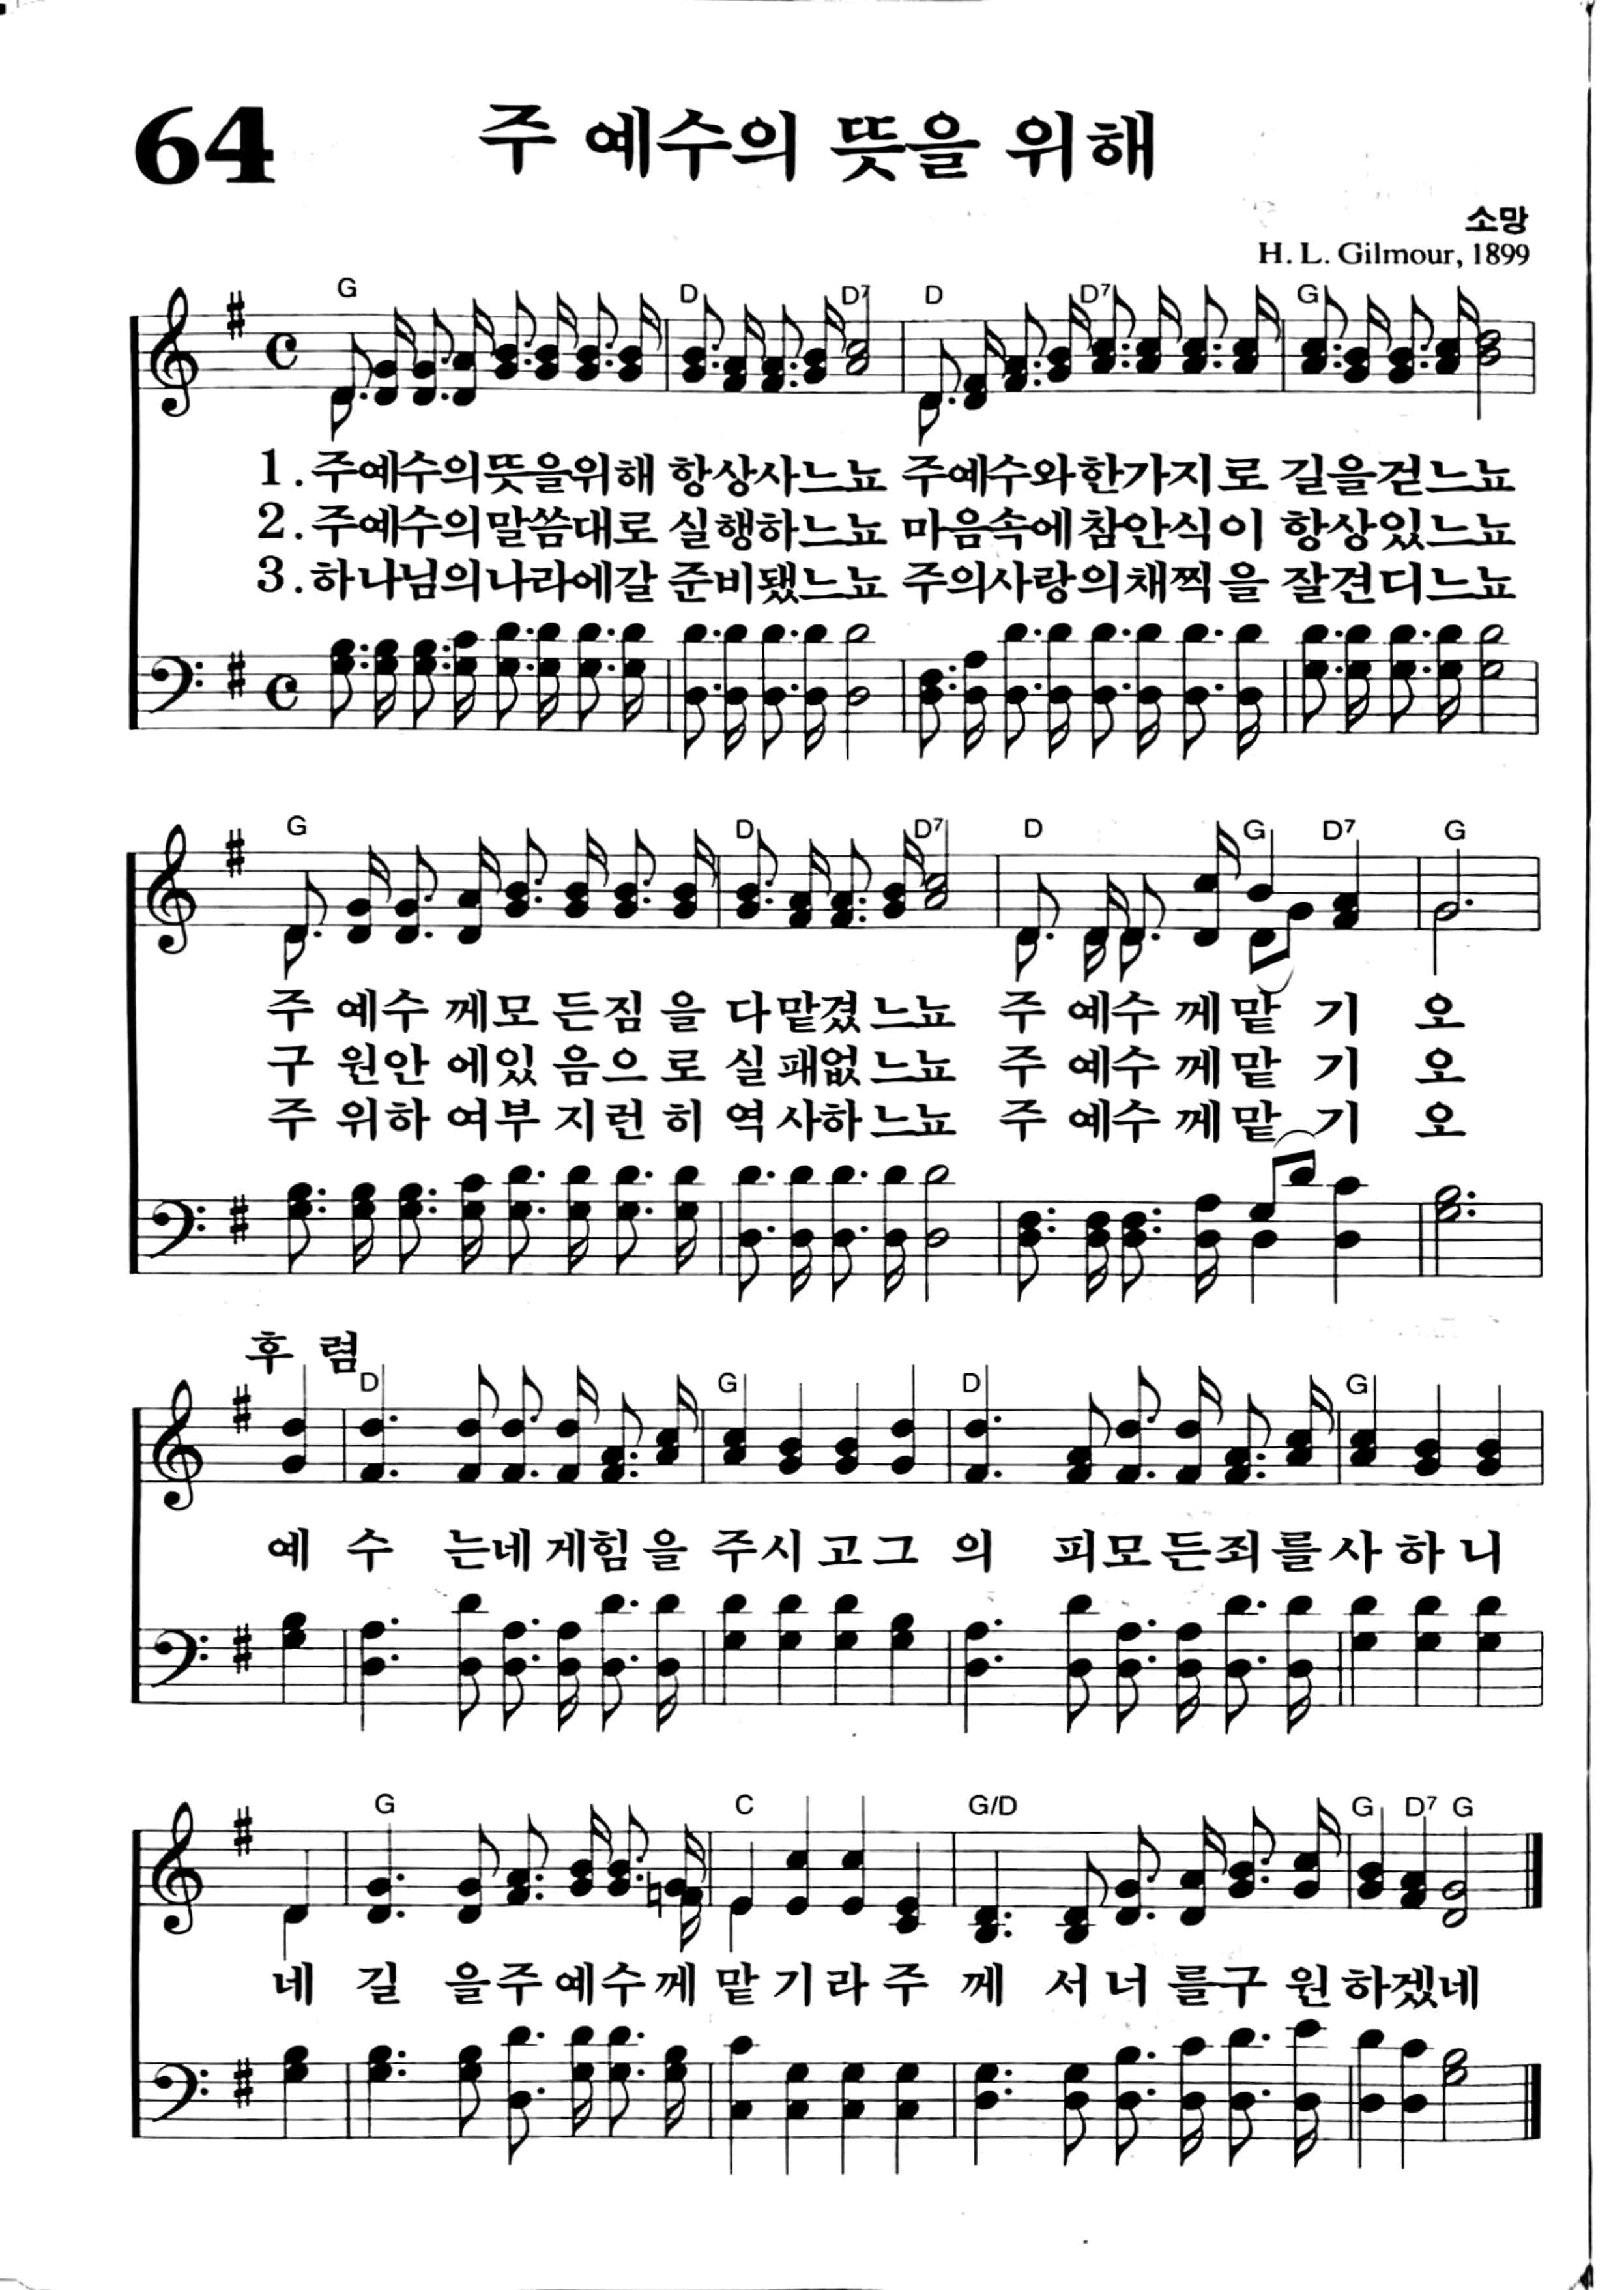 64
주 예수의 뜻을 위해
소망
H. L. Gilmour, 1899
G D D7 D D7 G
1. 주예수의뜻을위해 항상사느뇨 주예수와한가지로 길을걷느뇨
2. 주예수의말씀대로 실행하느뇨 마음속에참안식이 항상있느뇨
3. 하나님의나라에갈 준비됐느뇨 주의사랑의채찍을 잘견디느뇨
G D D7 D G D7 G
주 예수 께모 든짐 을 다맡겼느뇨 주 예수 께 맡 기 오
구 원안 에있 음으 로 실패없느뇨 주 예수 께 맡 기 오
주 위하 여부 지런 히 역사하느뇨 주 예수 께 맡 기 오
후 렴
D G D G
예 수 는네 게힘 을 주시 고그 의 피모 든죄 를사 하 니
G C G/D G D7 G
네 길 을주 예수께 맡 기 라 주 께 서 너 를구 원 하겠네